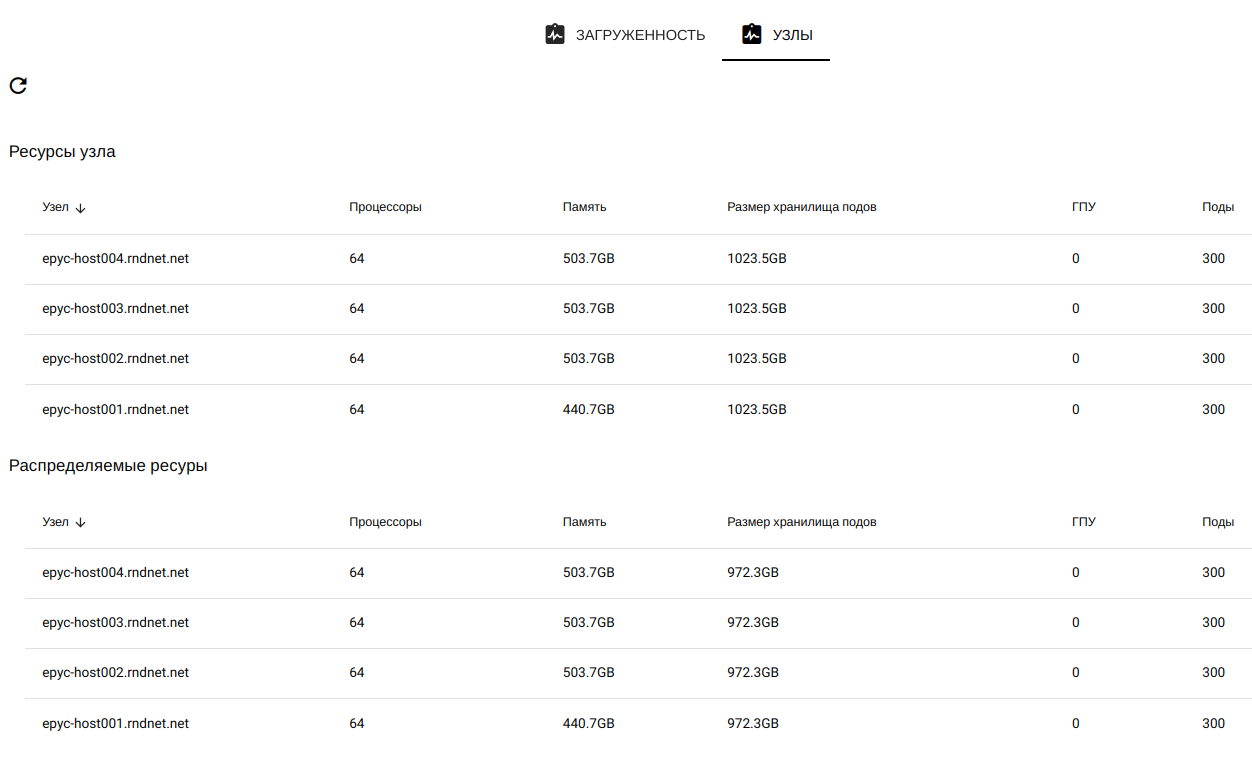 ЗАГРУЖЕННОСТЬ УЗЛЫ
Ресурсы узла
Узел Процессоры Память Размер хранилища подов ГПУ Поды
epyc-host004.rndnet.net 64 503.7GB 1023.5GB 0 300
epyc-host003.rndnet.net 64 503.7GB 1023.5GB 0 300
epyc-host002.rndnet.net 64 503.7GB 1023.5GB 0 300
epyc-host001.rndnet.net 64 440.7GB 1023.5GB 0 300
Распределяемые ресуры
Узел Процессоры Память Размер хранилища подов ГПУ Поды
epyc-host004.rndnet.net 64 503.7GB 972.3GB 0 300
epyc-host003.rndnet.net 64 503.7GB 972.3GB 0 300
epyc-host002.rndnet.net 64 503.7GB 972.3GB 0 300
epyc-host001.rndnet.net 64 440.7GB 972.3GB 0 300